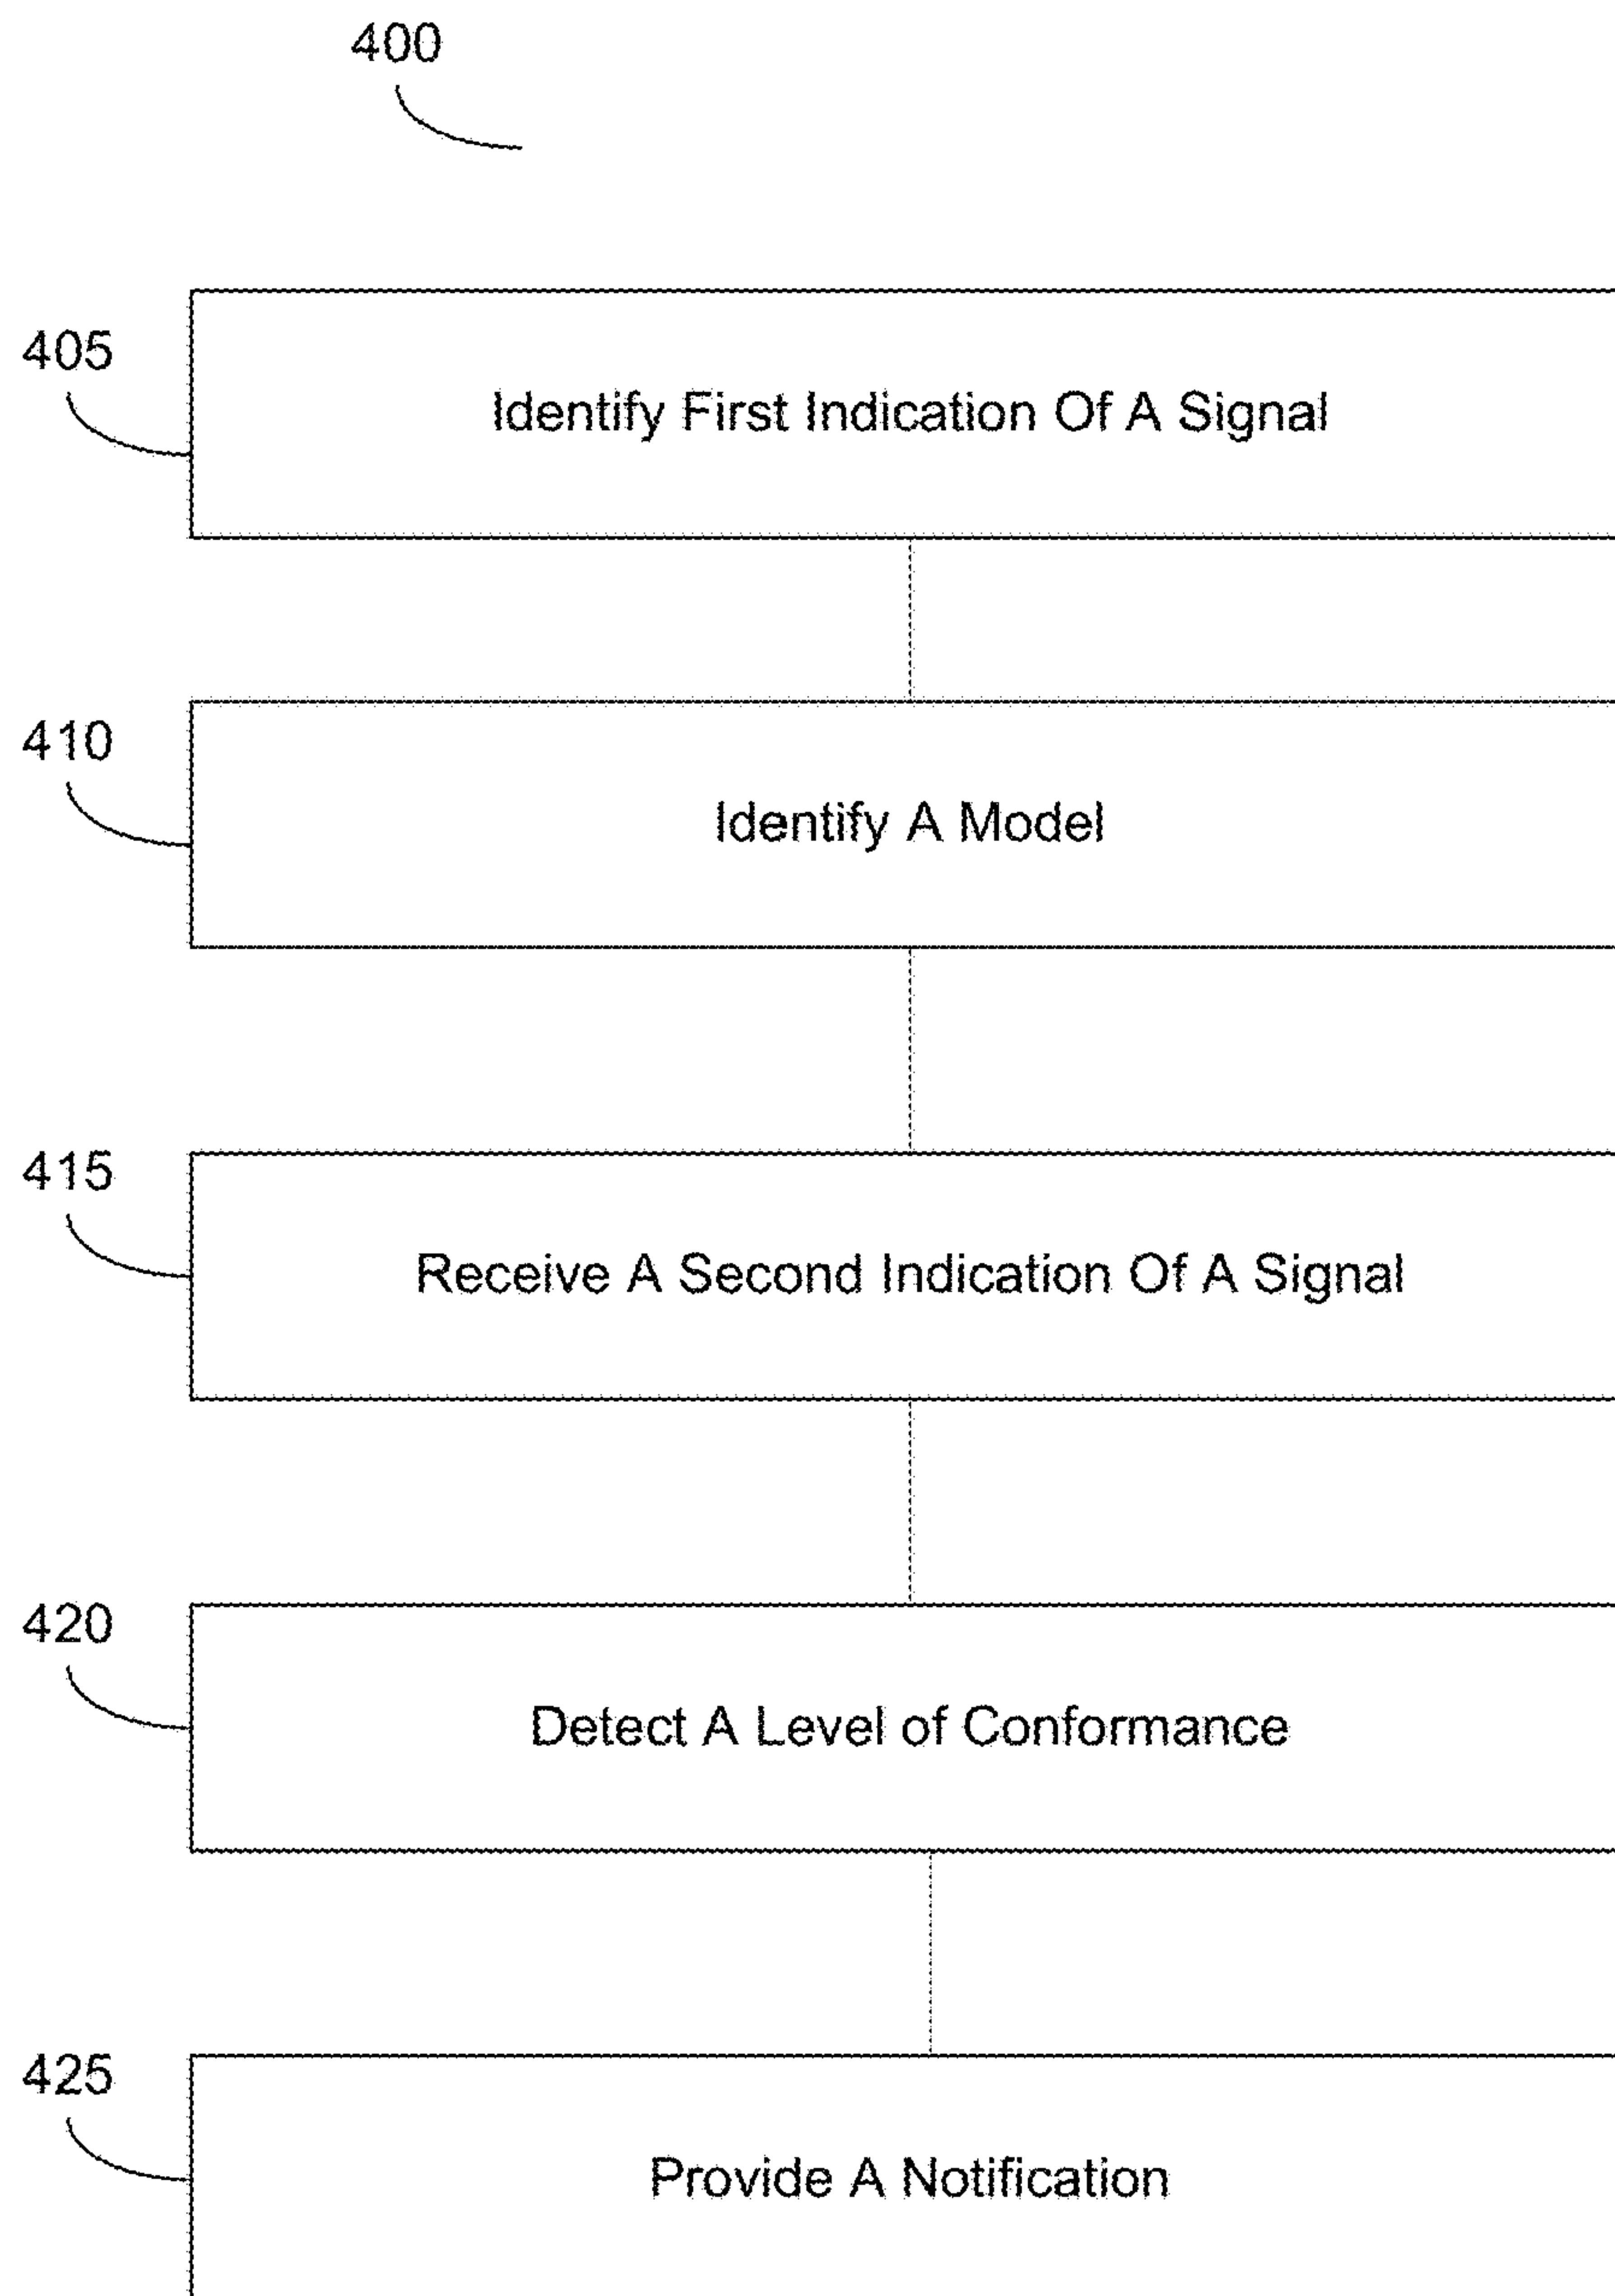 400
405
Identify First Indication Of A Signal
410
Identify A Model
415
Receive A Second Indication Of A Signal
420
Detect A Level of Conformance
425
Provide A Notification